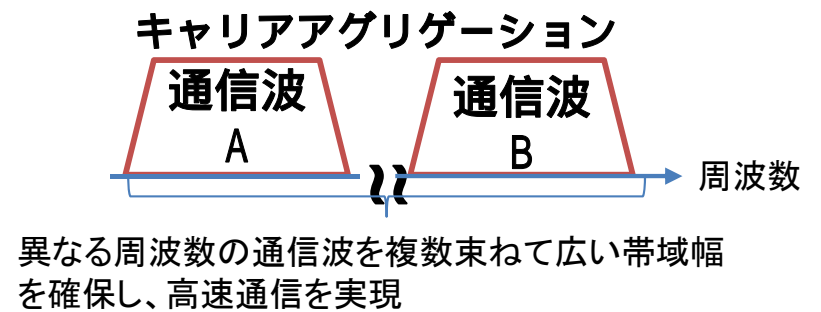 キャリアアグリゲーション
通信波
A
通信波
B
周波数
異なる周波数の通信波を複数束ねて広い帯域幅
を確保し、高速通信を実現